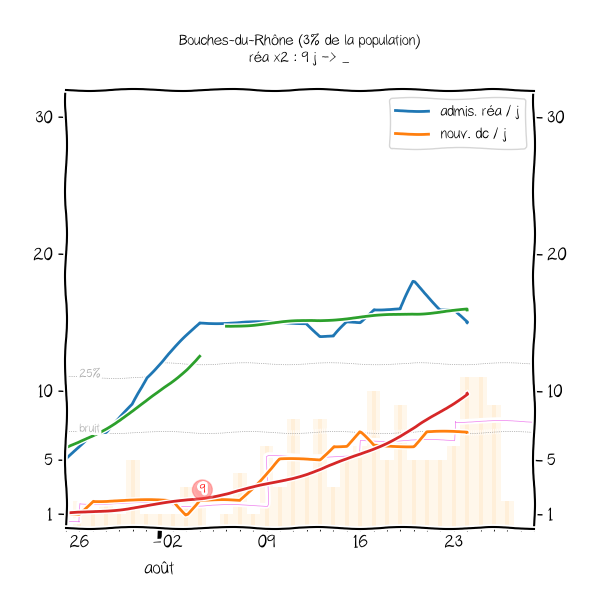 Bouches-du-Rhône (3% de la population)
réa x2 : 9 j -> _
admis. réa / j
nouv. dc / j
30
30
20
20
25%
10
10
bruit
5
5
9
1
1
26
02
09
16
23
août